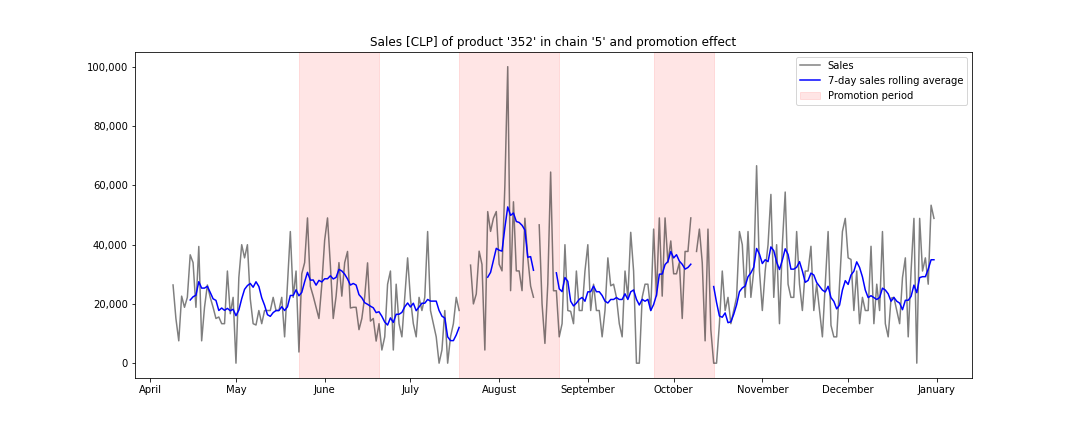 Sales [CLP] of product '352' in chain '5' and promotion effect
Sales
7-day sales rolling average
Promotion period
100,000
80,000
60,000
40,000
20,000
0
April May June July August September October November December January